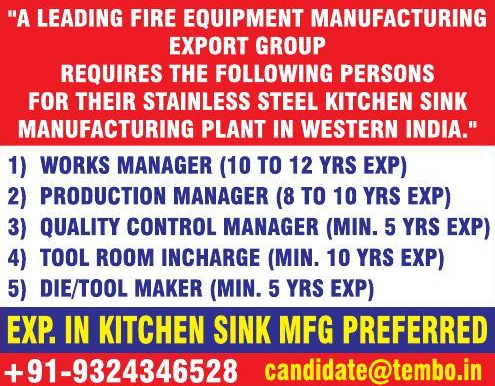 "A LEADING FIRE EQUIPMENT MANUFACTURING
EXPORT GROUP
REQUIRES THE FOLLOWING PERSONS
FOR THEIR STAINLESS STEEL KITCHEN SINK
MANUFACTURING PLANT IN WESTERN INDIA."
1) WORKS MANAGER (10 TO 12 YRS EXP)
2) PRODUCTION MANAGER (8 TO 10 YRS EXP)
3) QUALITY CONTROL MANAGER (MIN. 5 YRS EXP)
4) TOOL ROOM INCHARGE (MIN. 10 YRS EXP)
5) DIE/TOOL MAKER (MIN. 5 YRS EXP)
EXP. IN KITCHEN SINK MFG PREFERRED
+91-9324346528 candidate@tembo.in